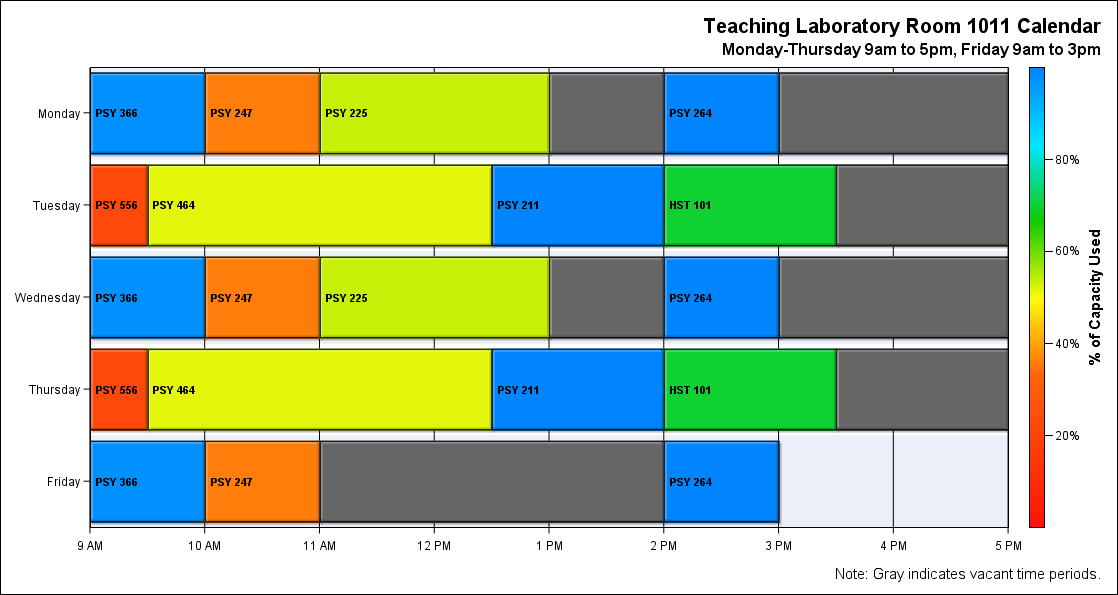 Teaching Laboratory Room 1011 Calendar
Monday-Thursday 9am to 5pm, Friday 9am to 3pm
Monday
PSY 366
PSY 247
PSY 225
PSY 264
Tuesday
PSY 556
PSY 464
PSY 211
HST 101
Wednesday
PSY 366
PSY 247
PSY 225
PSY 264
Thursday
PSY 556
PSY 464
PSY 211
HST 101
Friday
PSY 366
PSY 247
PSY 264
9 AM
10 AM
11 AM
12 PM
1 PM
2 PM
3 PM
4 PM
5 PM
80%
60%
40%
20%
% of Capacity Used
Note: Gray indicates vacant time periods.